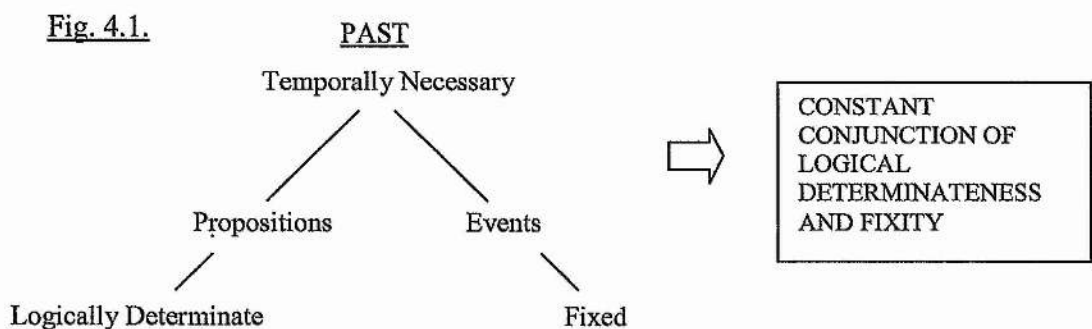 Fig. 4.1.
PAST
Temporally Necessary
Propositions
Events
Logically Determinate
Fixed
CONSTANT
CONJUNCTION OF
LOGICAL
DETERMINATENESS
AND FIXITY